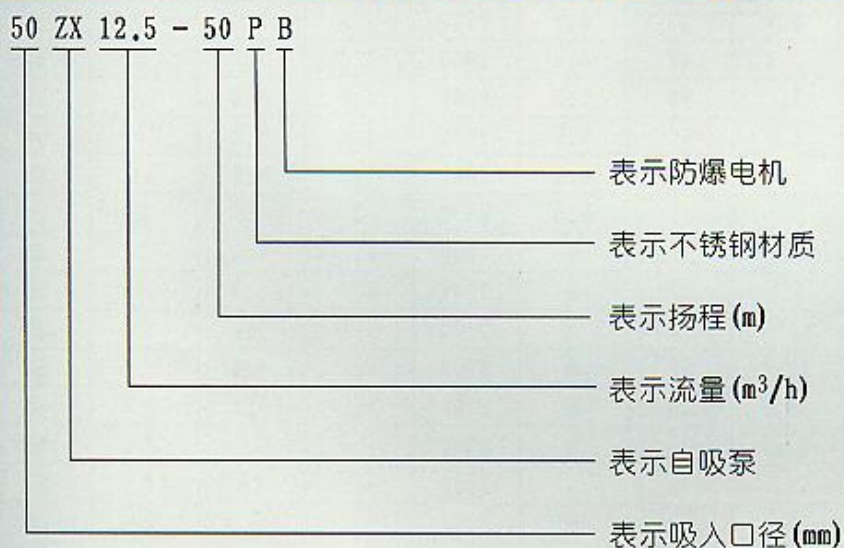 50 ZX 12.5 - 50 P B
表示防爆电机
表示不锈钢材质
表示扬程(m)
表示流量(m³/h)
表示自吸泵
表示吸入口径(mm)